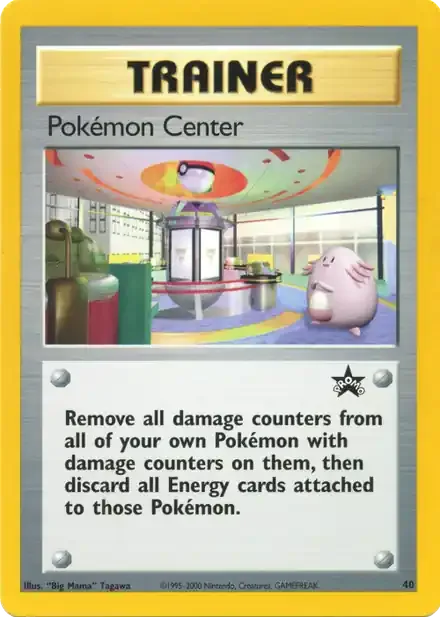 TRAINER
Pokémon Center
PROMO
Remove all damage counters from
all of your own Pokémon with
damage counters on them, then
discard all Energy cards attached
to those Pokémon.
Illus. "Big Mama" Tagawa ©1995-2000 Nintendo, Creatures, GAMEFREAK. 40